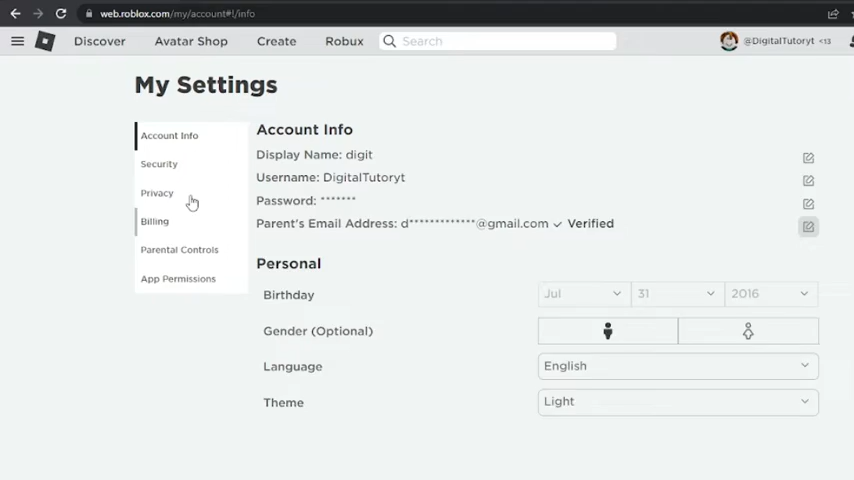 web.roblox.com/my/account#!/info
Discover Avatar Shop Create Robux Search @DigitalTutoryt <13
My Settings
Account Info
Security
Privacy
Billing
Parental Controls
App Permissions
Account Info
Display Name: digit
Username: DigitalTutoryt
Password: *******
Parent's Email Address: d*************@gmail.com Verified
Personal
Birthday Jul 31 2016
Gender (Optional)
Language English
Theme Light